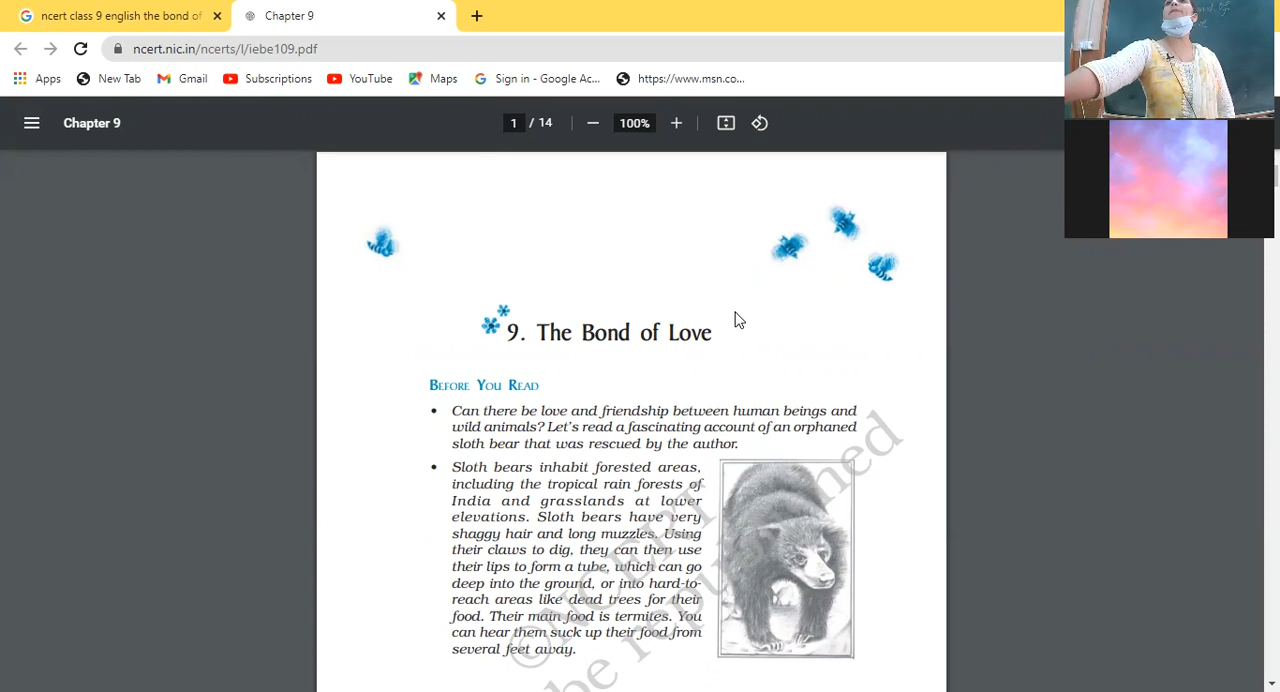 ncert class 9 english the bond of
Chapter 9
ncert.nic.in/ncerts/l/iebe109.pdf
Apps New Tab Gmail Subscriptions YouTube Maps Sign in - Google Ac... https://www.msn.co...
Chapter 9 1 / 14 100%
9. The Bond of Love
BEFORE YOU READ
• Can there be love and friendship between human beings and
wild animals? Let's read a fascinating account of an orphaned
sloth bear that was rescued by the author.
• Sloth bears inhabit forested areas,
including the tropical rain forests of
India and grasslands at lower
elevations. Sloth bears have very
shaggy hair and long muzzles. Using
their claws to dig, they can then use
their lips to form a tube, which can go
deep into the ground, or into hard-to-
reach areas like dead trees for their
food. Their main food is termites. You
can hear them suck up their food from
several feet away.
©NCERT
be republished